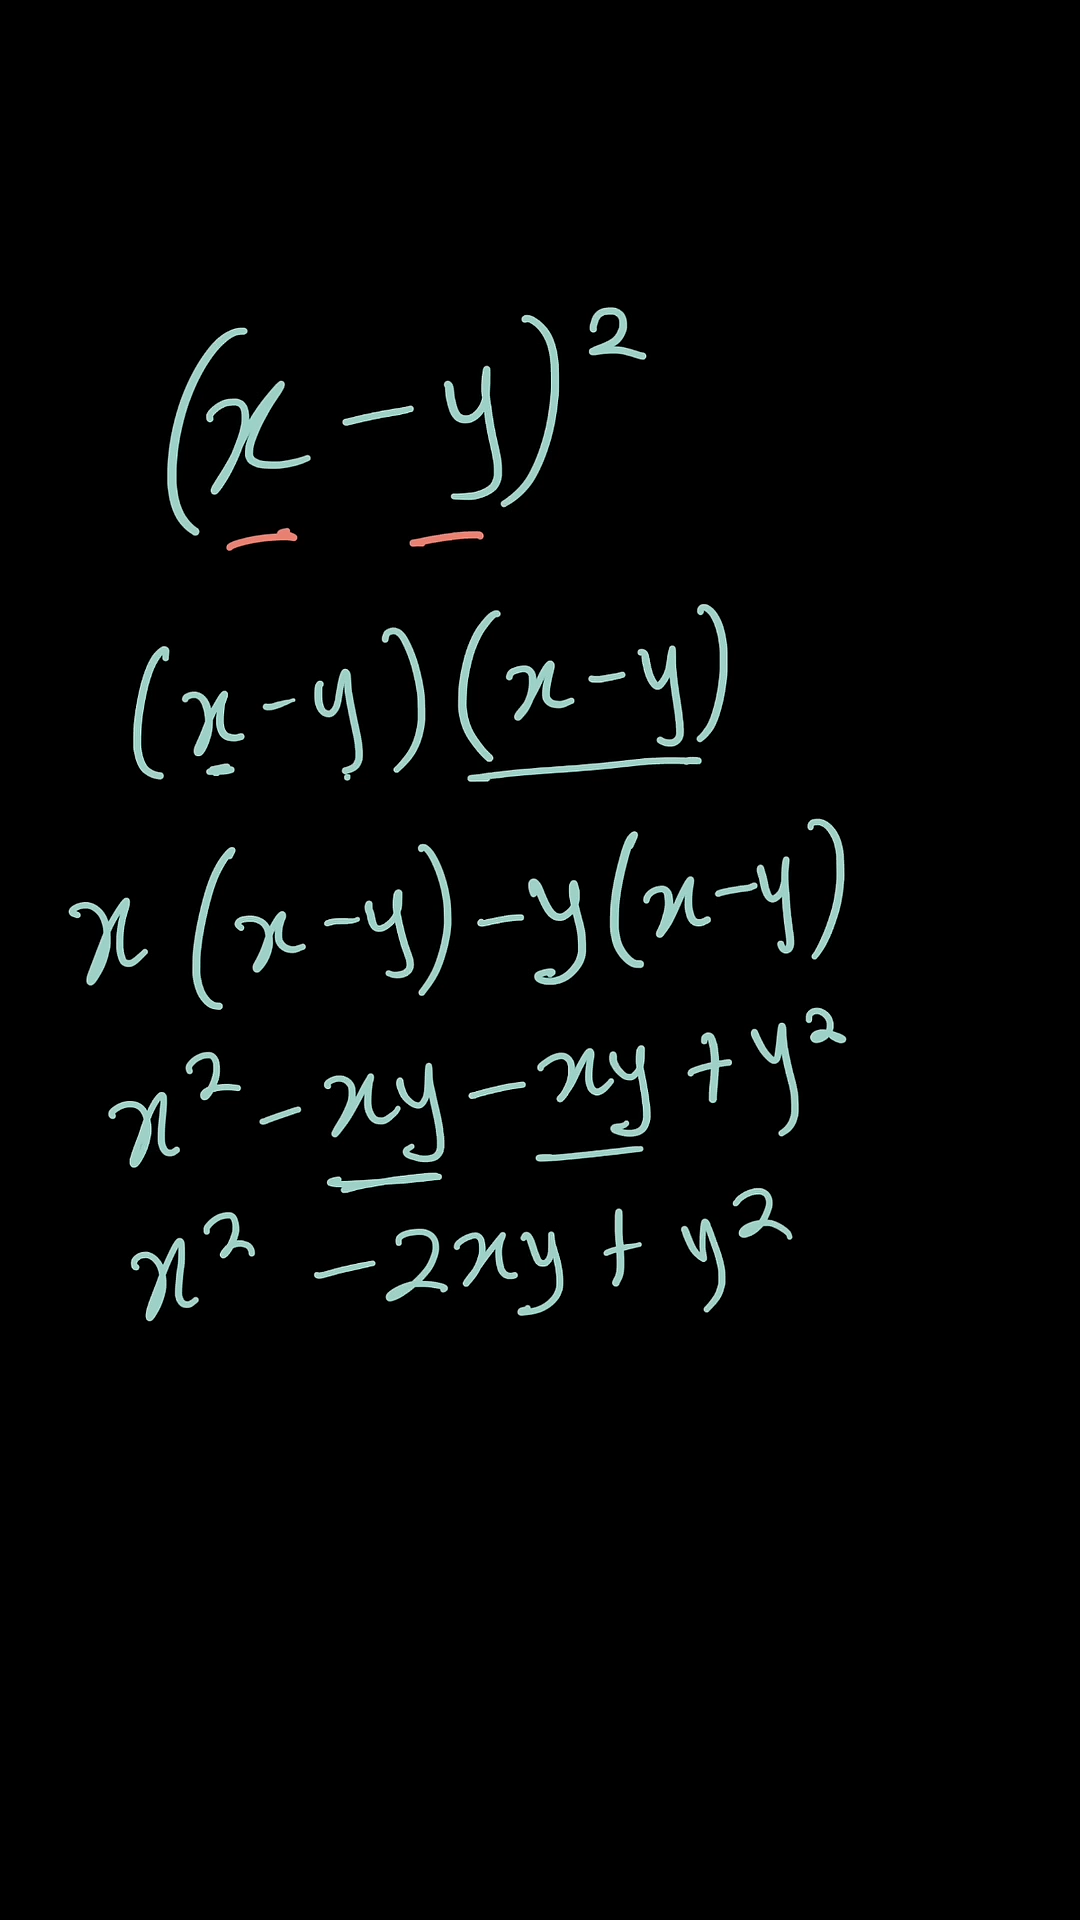 (x - y)²
(x - y)(x - y)
x (x - y) - y(x - y)
x² - xy - xy + y²
x² - 2xy + y²